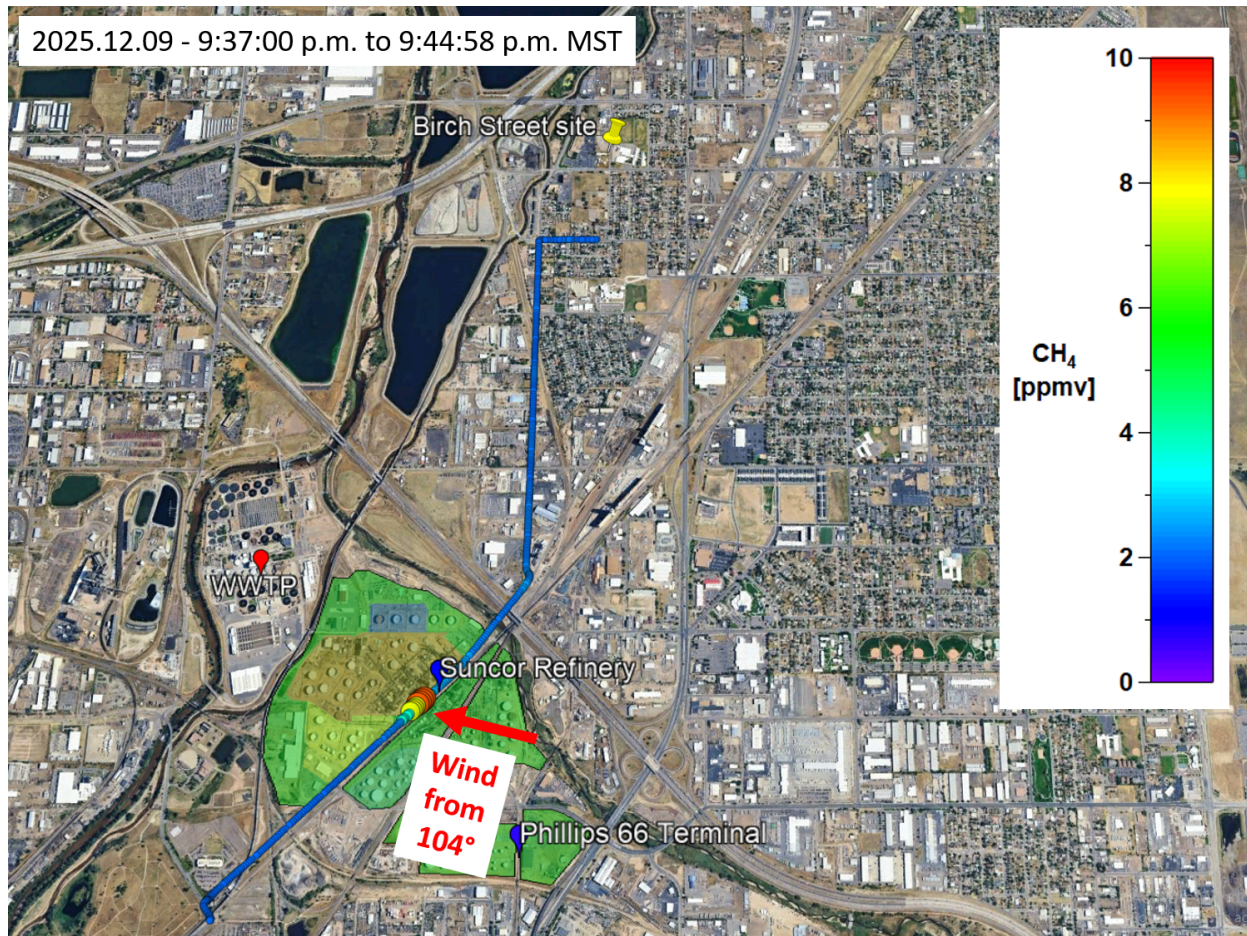 2025.12.09 - 9:37:00 p.m. to 9:44:58 p.m. MST
Birch Street site
WWTP
Suncor Refinery
Wind
from
104°
Phillips 66 Terminal
10
8
6
4
2
0
CH₄
[ppmv]